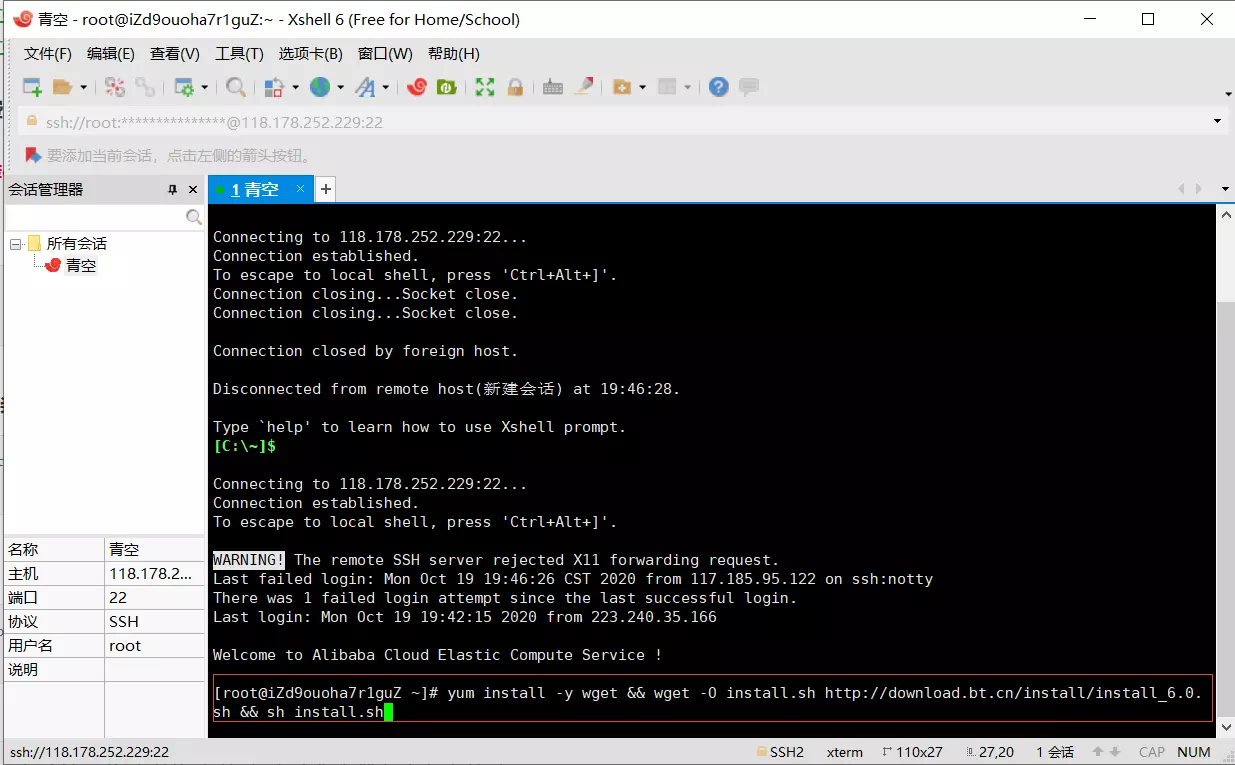 青空 - root@iZd9ouoha7r1guZ:~ - Xshell 6 (Free for Home/School)
文件(F) 编辑(E) 查看(V) 工具(T) 选项卡(B) 窗口(W) 帮助(H)
ssh://root:***************@118.178.252.229:22
要添加当前会话，点击左侧的箭头按钮。
会话管理器
1 青空
所有会话
青空
名称 青空
主机 118.178.2...
端口 22
协议 SSH
用户名 root
说明
Connecting to 118.178.252.229:22...
Connection established.
To escape to local shell, press 'Ctrl+Alt+]'.
Connection closing...Socket close.
Connection closing...Socket close.
Connection closed by foreign host.
Disconnected from remote host(新建会话) at 19:46:28.
Type `help' to learn how to use Xshell prompt.
[C:\~]$
Connecting to 118.178.252.229:22...
Connection established.
To escape to local shell, press 'Ctrl+Alt+]'.
WARNING! The remote SSH server rejected X11 forwarding request.
Last failed login: Mon Oct 19 19:46:26 CST 2020 from 117.185.95.122 on ssh:notty
There was 1 failed login attempt since the last successful login.
Last login: Mon Oct 19 19:42:15 2020 from 223.240.35.166
Welcome to Alibaba Cloud Elastic Compute Service !
[root@iZd9ouoha7r1guZ ~]# yum install -y wget && wget -O install.sh http://download.bt.cn/install/install_6.0.
sh && sh install.sh
ssh://118.178.252.229:22 SSH2 xterm 110x27 27,20 1 会话 CAP NUM